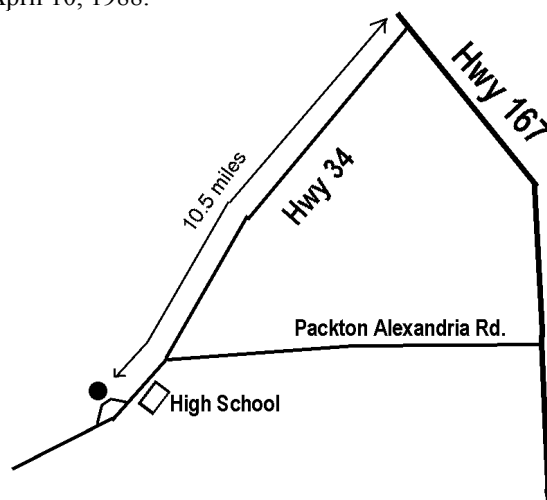 April 10, 1988.
Hwy 167
10.5 miles
Hwy 34
Packton Alexandria Rd.
High School